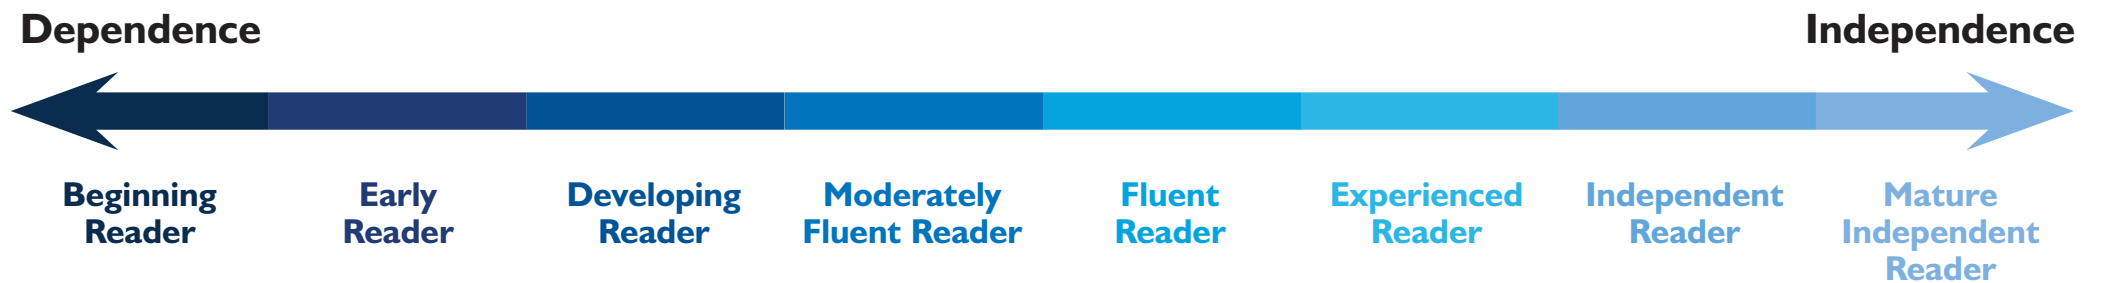 Dependence
Independence
Beginning
Reader
Early
Reader
Developing
Reader
Moderately
Fluent Reader
Fluent
Reader
Experienced
Reader
Independent
Reader
Mature
Independent
Reader